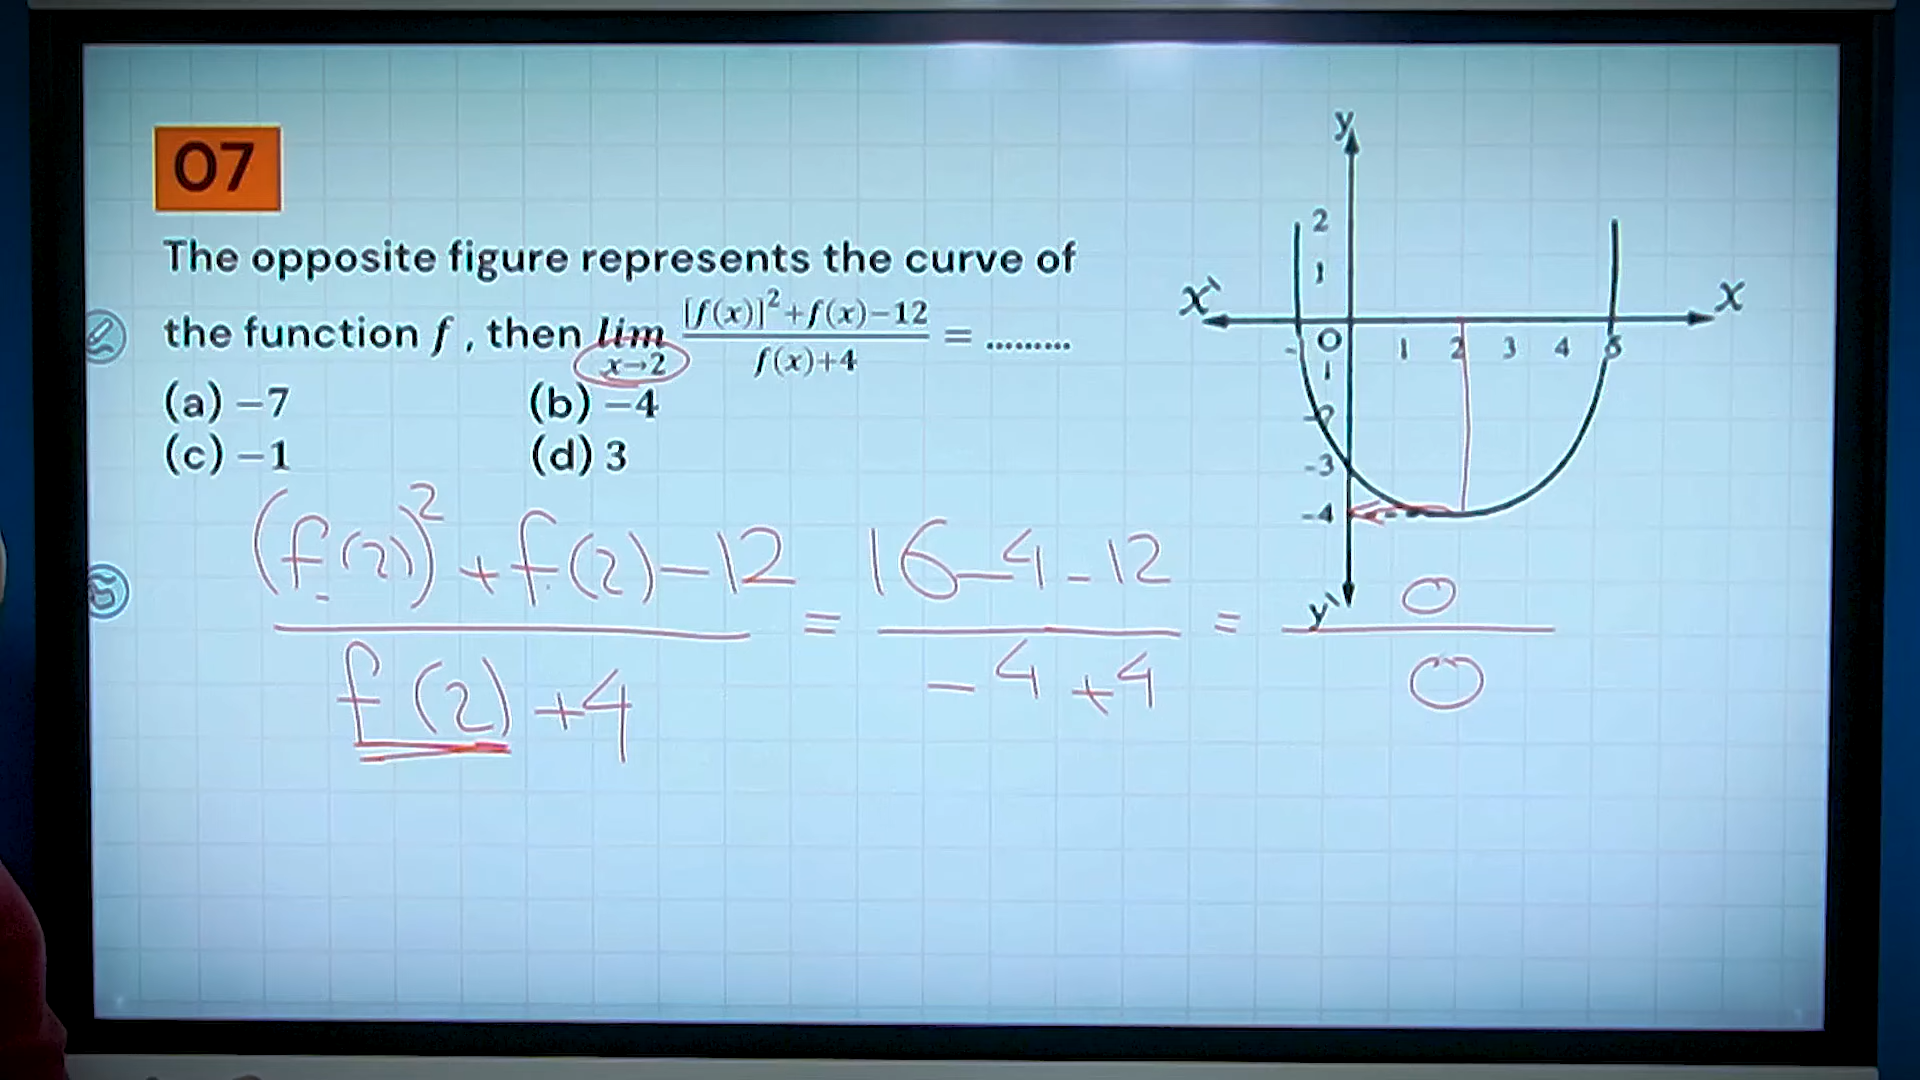 07
The opposite figure represents the curve of
the function f , then lim x→2 [f(x)]²+f(x)−12 / f(x)+4 = .........
(a) −7 (b) −4
(c) −1 (d) 3
(f(2))² + f(2) − 12 / f(2) + 4 = 16 − 4 − 12 / − 4 + 4 = 0 / 0
y
2
1
x' x
O 1 2 3 4 5
-3
-4
y'